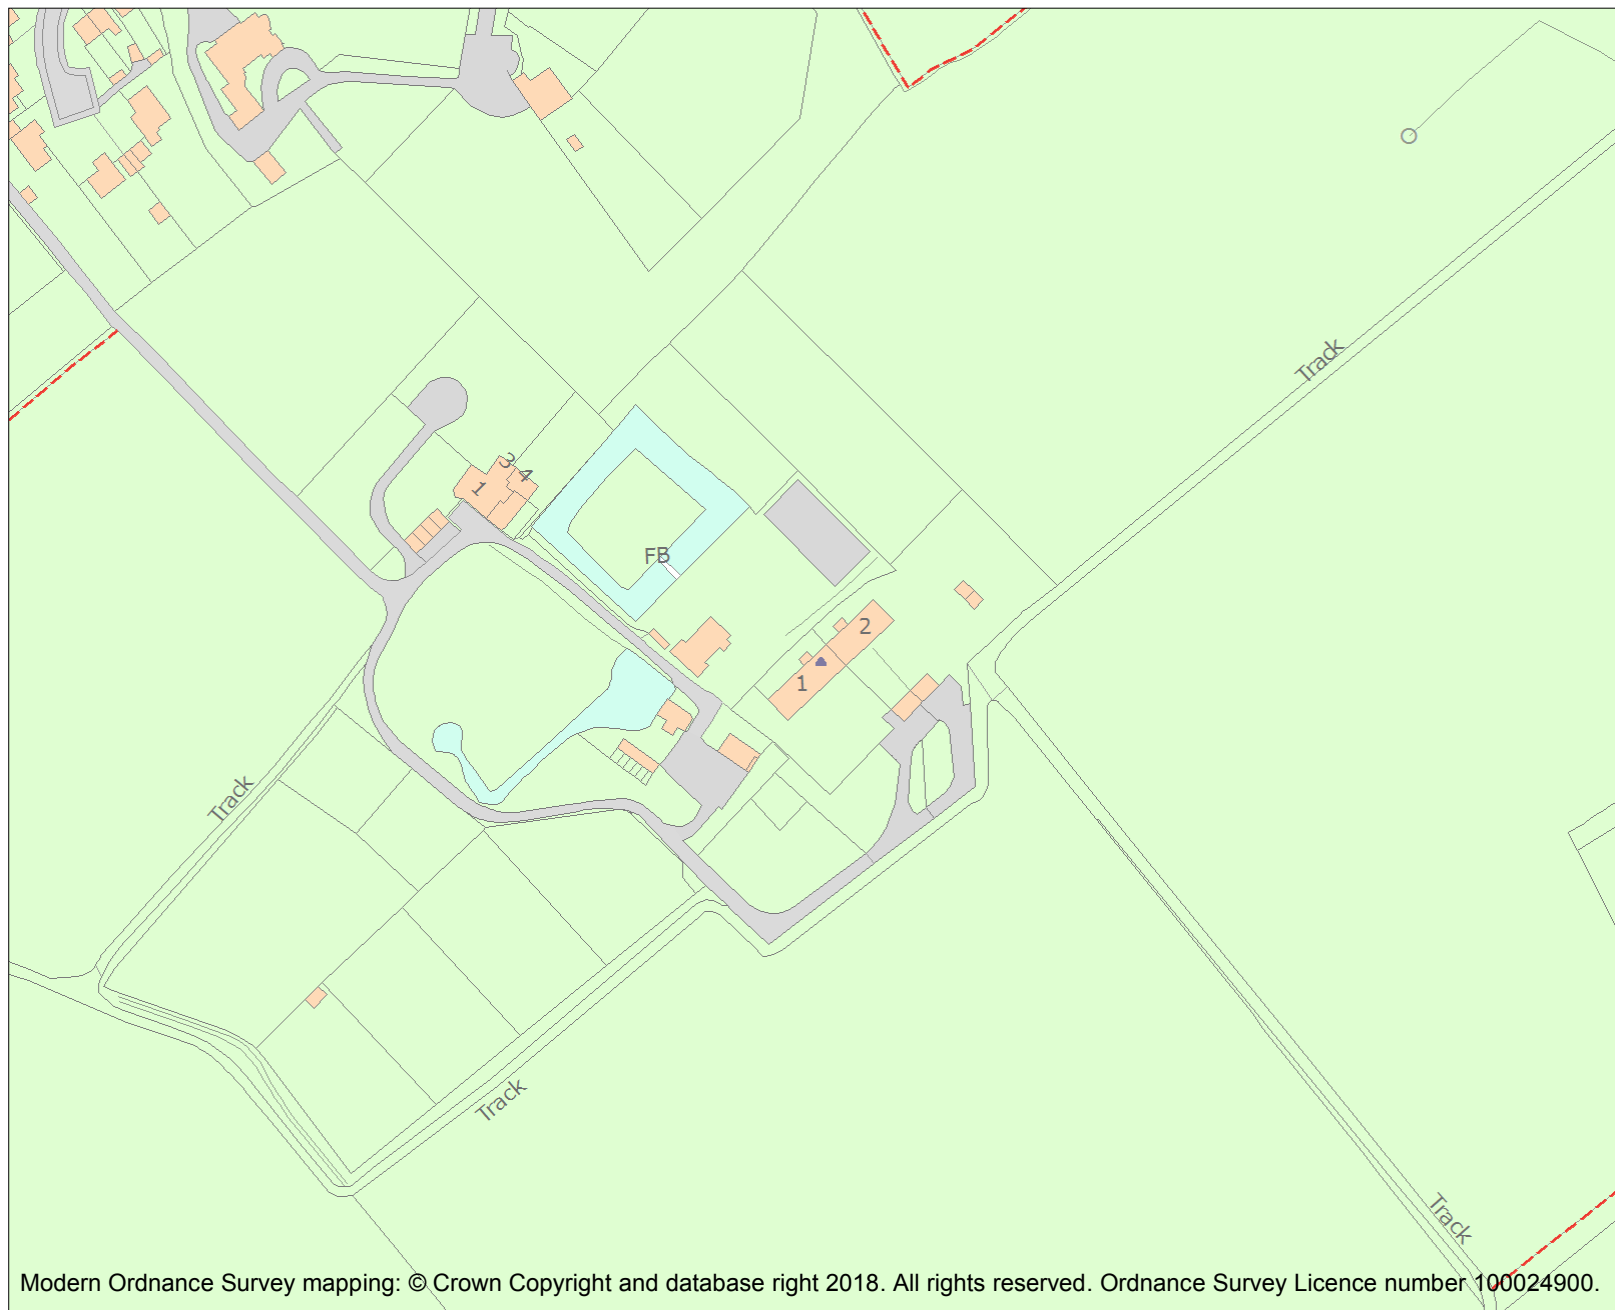 Track
3
4
1
FB
2
1
Track
Track
Track
Modern Ordnance Survey mapping: © Crown Copyright and database right 2018. All rights reserved. Ordnance Survey Licence number 100024900.